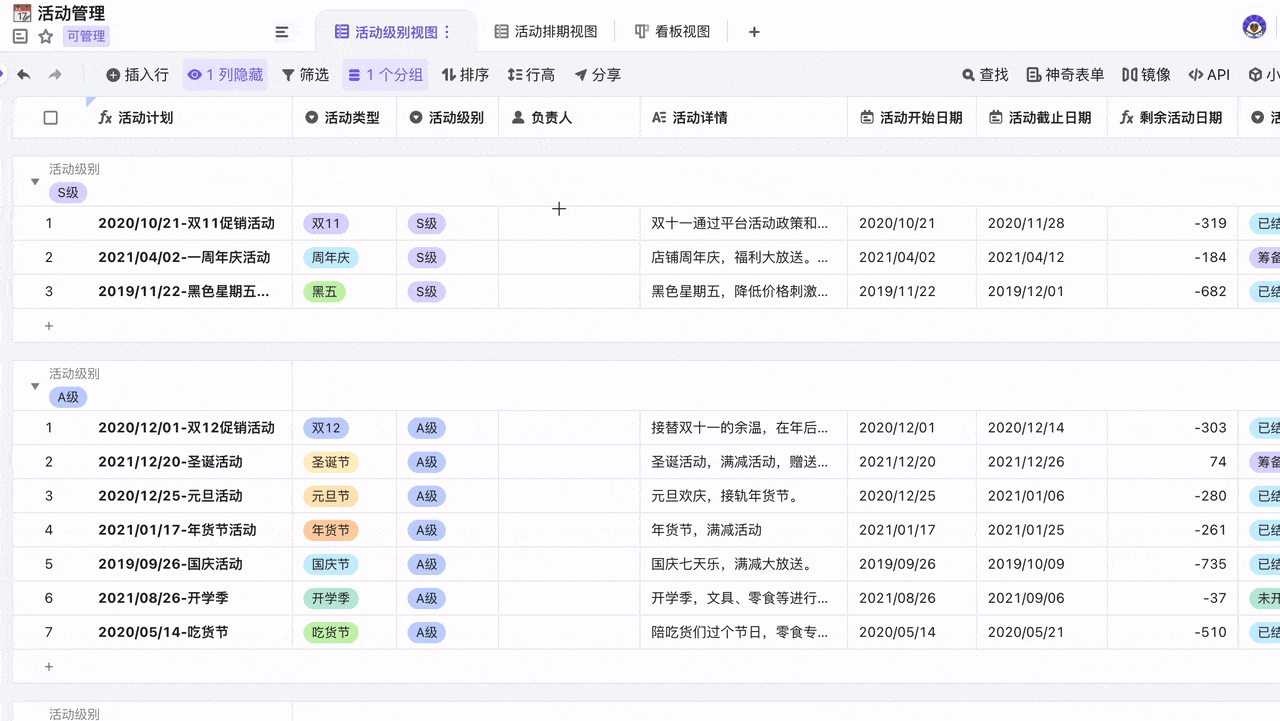 活动管理
可管理
活动级别视图
活动排期视图
看板视图
插入行
1 列隐藏
筛选
1 个分组
排序
行高
分享
查找
神奇表单
镜像
API
小
活动计划
活动类型
活动级别
负责人
活动详情
活动开始日期
活动截止日期
剩余活动日期
活动级别
S级
1 2020/10/21-双11促销活动 双11 S级 双十一通过平台活动政策和... 2020/10/21 2020/11/28 -319 已结
2 2021/04/02-一周年庆活动 周年庆 S级 店铺周年庆，福利大放送。... 2021/04/02 2021/04/12 -184 筹备
3 2019/11/22-黑色星期五... 黑五 S级 黑色星期五，降低价格刺激... 2019/11/22 2019/12/01 -682 已结
活动级别
A级
1 2020/12/01-双12促销活动 双12 A级 接替双十一的余温，在年后... 2020/12/01 2020/12/14 -303 已结
2 2021/12/20-圣诞活动 圣诞节 A级 圣诞活动，满减活动，赠送... 2021/12/20 2021/12/26 74 筹备
3 2020/12/25-元旦活动 元旦节 A级 元旦欢庆，接轨年货节。 2020/12/25 2021/01/06 -280 已结
4 2021/01/17-年货节活动 年货节 A级 年货节，满减活动 2021/01/17 2021/01/25 -261 已结
5 2019/09/26-国庆活动 国庆节 A级 国庆七天乐，满减大放送。 2019/09/26 2019/10/09 -735 已结
6 2021/08/26-开学季 开学季 A级 开学季，文具、零食等进行... 2021/08/26 2021/09/06 -37 未开
7 2020/05/14-吃货节 吃货节 A级 陪吃货们过个节日，零食专... 2020/05/14 2020/05/21 -510 已结
活动级别